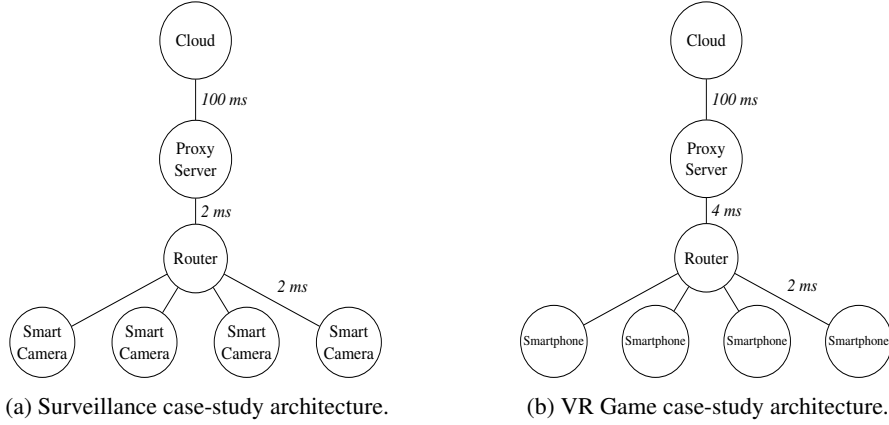 Cloud
100 ms
Proxy
Server
2 ms
Router
2 ms
Smart
Camera
Smart
Camera
Smart
Camera
Smart
Camera
(a) Surveillance case-study architecture.
Cloud
100 ms
Proxy
Server
4 ms
Router
2 ms
Smartphone
Smartphone
Smartphone
Smartphone
(b) VR Game case-study architecture.